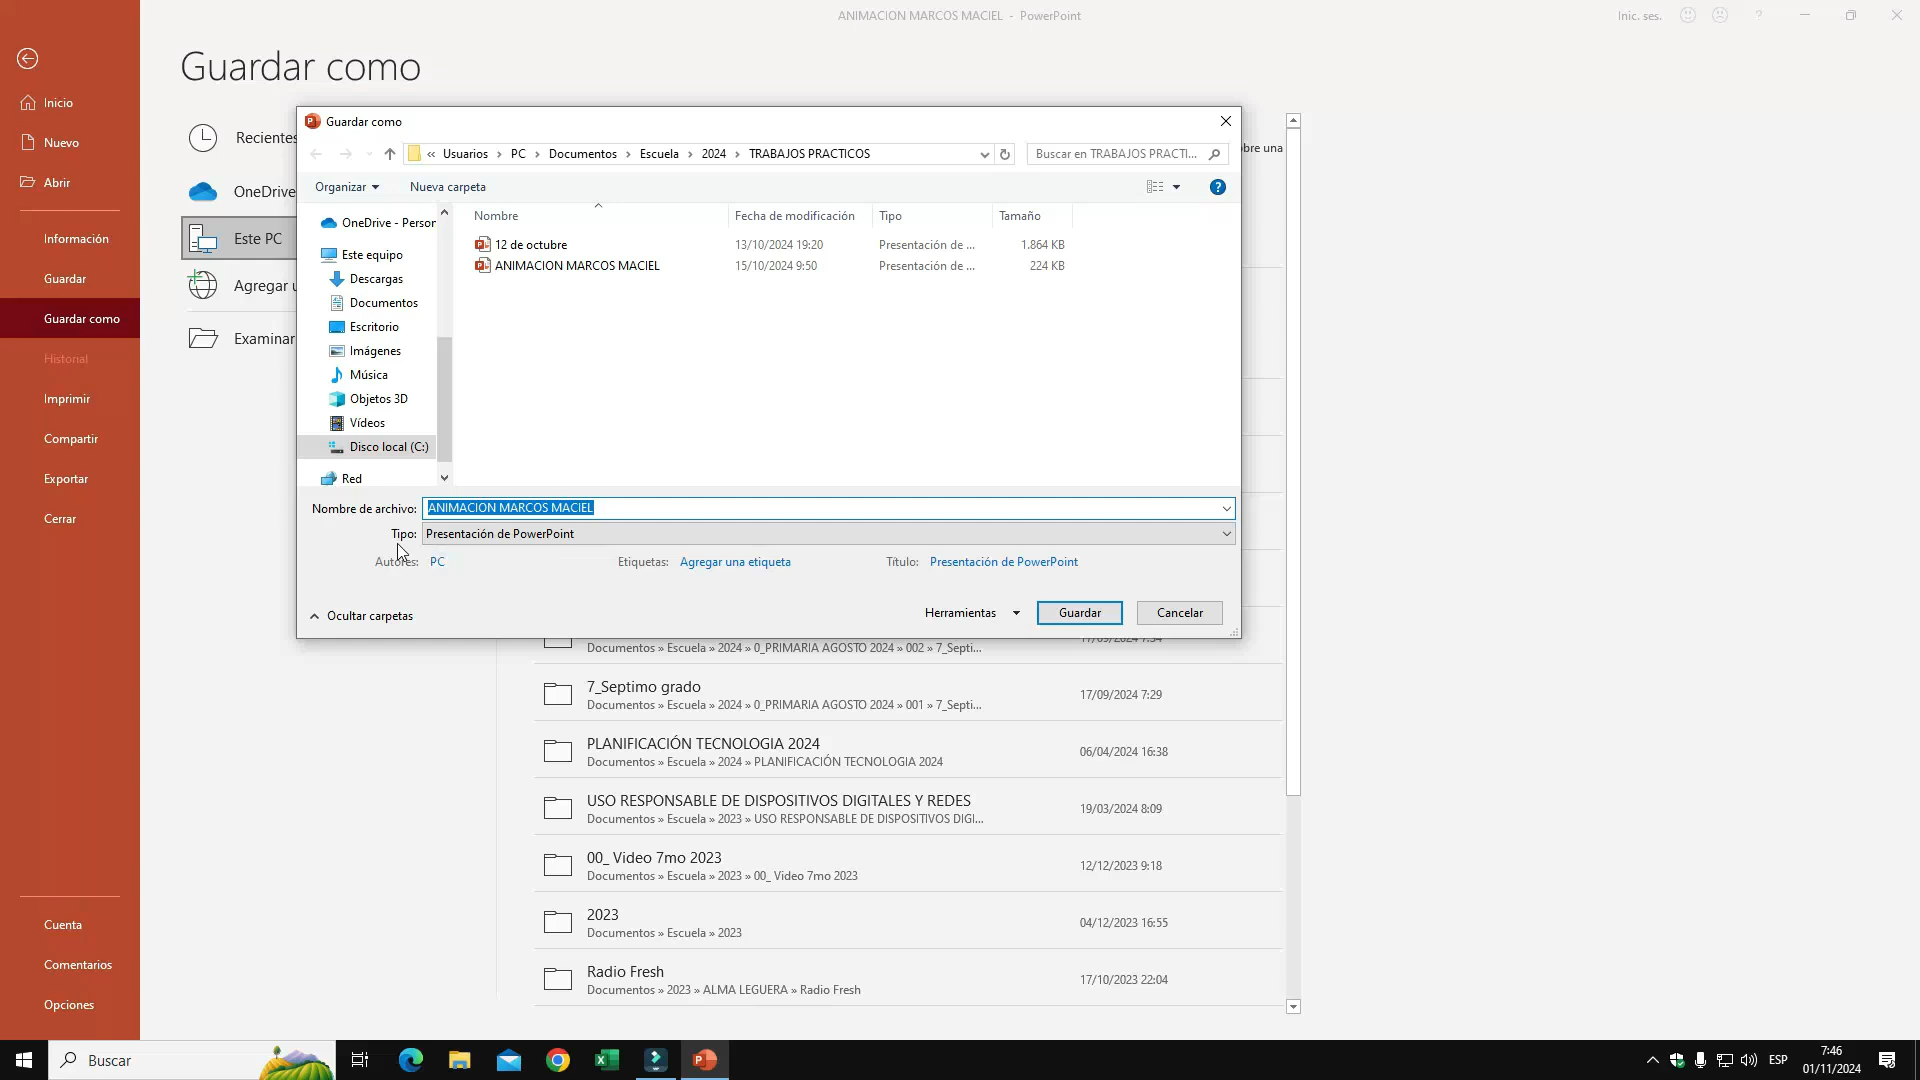 ANIMACION MARCOS MACIEL - PowerPoint
Inic. ses.
?
Guardar como
Inicio
Nuevo
Abrir
Información
Guardar
Guardar como
Historial
Imprimir
Compartir
Exportar
Cerrar
Cuenta
Comentarios
Opciones
Recientes
OneDrive
Este PC
Agregar u
Examinar
obre una
Guardar como
« Usuarios › PC › Documentos › Escuela › 2024 › TRABAJOS PRACTICOS
Buscar en TRABAJOS PRACTI...
Organizar
Nueva carpeta
?
OneDrive - Person
Este equipo
Descargas
Documentos
Escritorio
Imágenes
Música
Objetos 3D
Vídeos
Disco local (C:)
Red
Nombre Fecha de modificación Tipo Tamaño
12 de octubre 13/10/2024 19:20 Presentación de ... 1.864 KB
ANIMACION MARCOS MACIEL 15/10/2024 9:50 Presentación de ... 224 KB
Nombre de archivo: ANIMACION MARCOS MACIEL
Tipo: Presentación de PowerPoint
Autores: PC Etiquetas: Agregar una etiqueta Título: Presentación de PowerPoint
Ocultar carpetas
Herramientas
Guardar
Cancelar
17/09/2024 7:34
Documentos » Escuela » 2024 » 0_PRIMARIA AGOSTO 2024 » 002 » 7_Septi...
7_Septimo grado
17/09/2024 7:29
Documentos » Escuela » 2024 » 0_PRIMARIA AGOSTO 2024 » 001 » 7_Septi...
PLANIFICACIÓN TECNOLOGIA 2024
06/04/2024 16:38
Documentos » Escuela » 2024 » PLANIFICACIÓN TECNOLOGIA 2024
USO RESPONSABLE DE DISPOSITIVOS DIGITALES Y REDES
19/03/2024 8:09
Documentos » Escuela » 2023 » USO RESPONSABLE DE DISPOSITIVOS DIGI...
00_ Video 7mo 2023
12/12/2023 9:18
Documentos » Escuela » 2023 » 00_ Video 7mo 2023
2023
04/12/2023 16:55
Documentos » Escuela » 2023
Radio Fresh
17/10/2023 22:04
Documentos » 2023 » ALMA LEGUERA » Radio Fresh
Buscar
ESP
7:46
01/11/2024